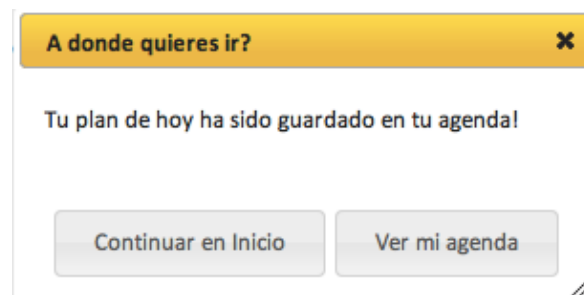 A donde quieres ir?
Tu plan de hoy ha sido guardado en tu agenda!
Continuar en Inicio
Ver mi agenda